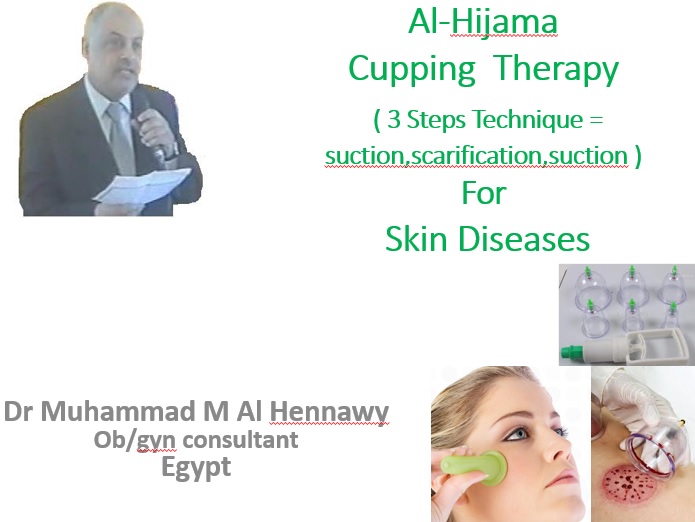 Al-Hijama
Cupping Therapy
( 3 Steps Technique =
suction,scarification,suction )
For
Skin Diseases
Dr Muhammad M Al Hennawy
Ob/gyn consultant
Egypt